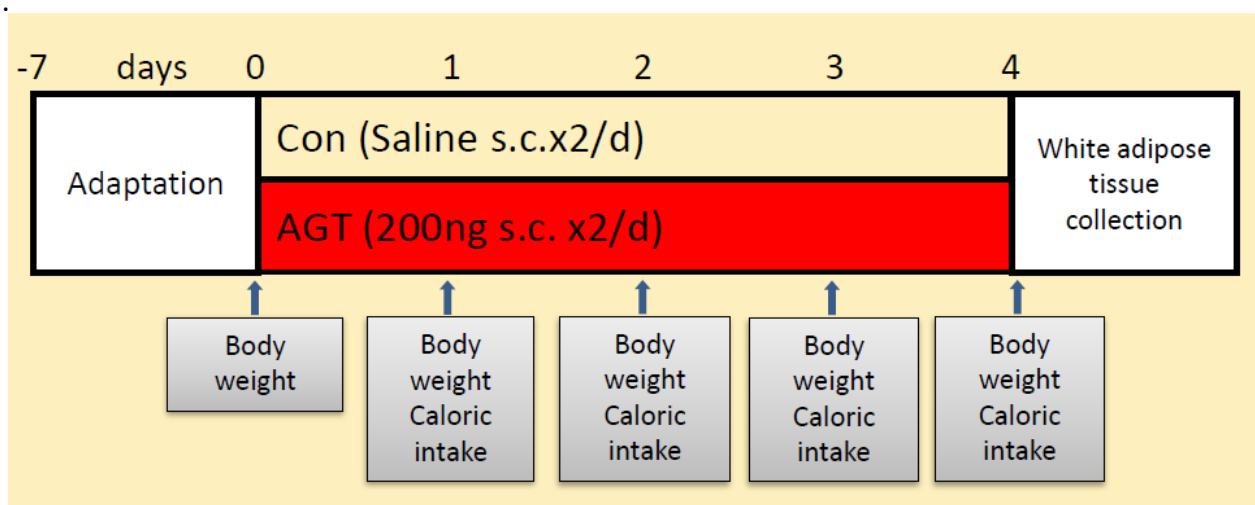 .
-7 days 0 1 2 3 4
Adaptation
Con (Saline s.c.x2/d)
AGT (200ng s.c. x2/d)
White adipose
tissue
collection
Body
weight
Body
weight
Caloric
intake
Body
weight
Caloric
intake
Body
weight
Caloric
intake
Body
weight
Caloric
intake